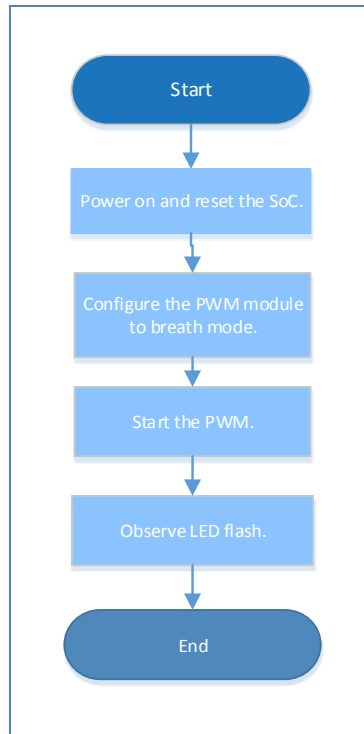 Start
Power on and reset the SoC.
Configure the PWM module
to breath mode.
Start the PWM.
Observe LED flash.
End